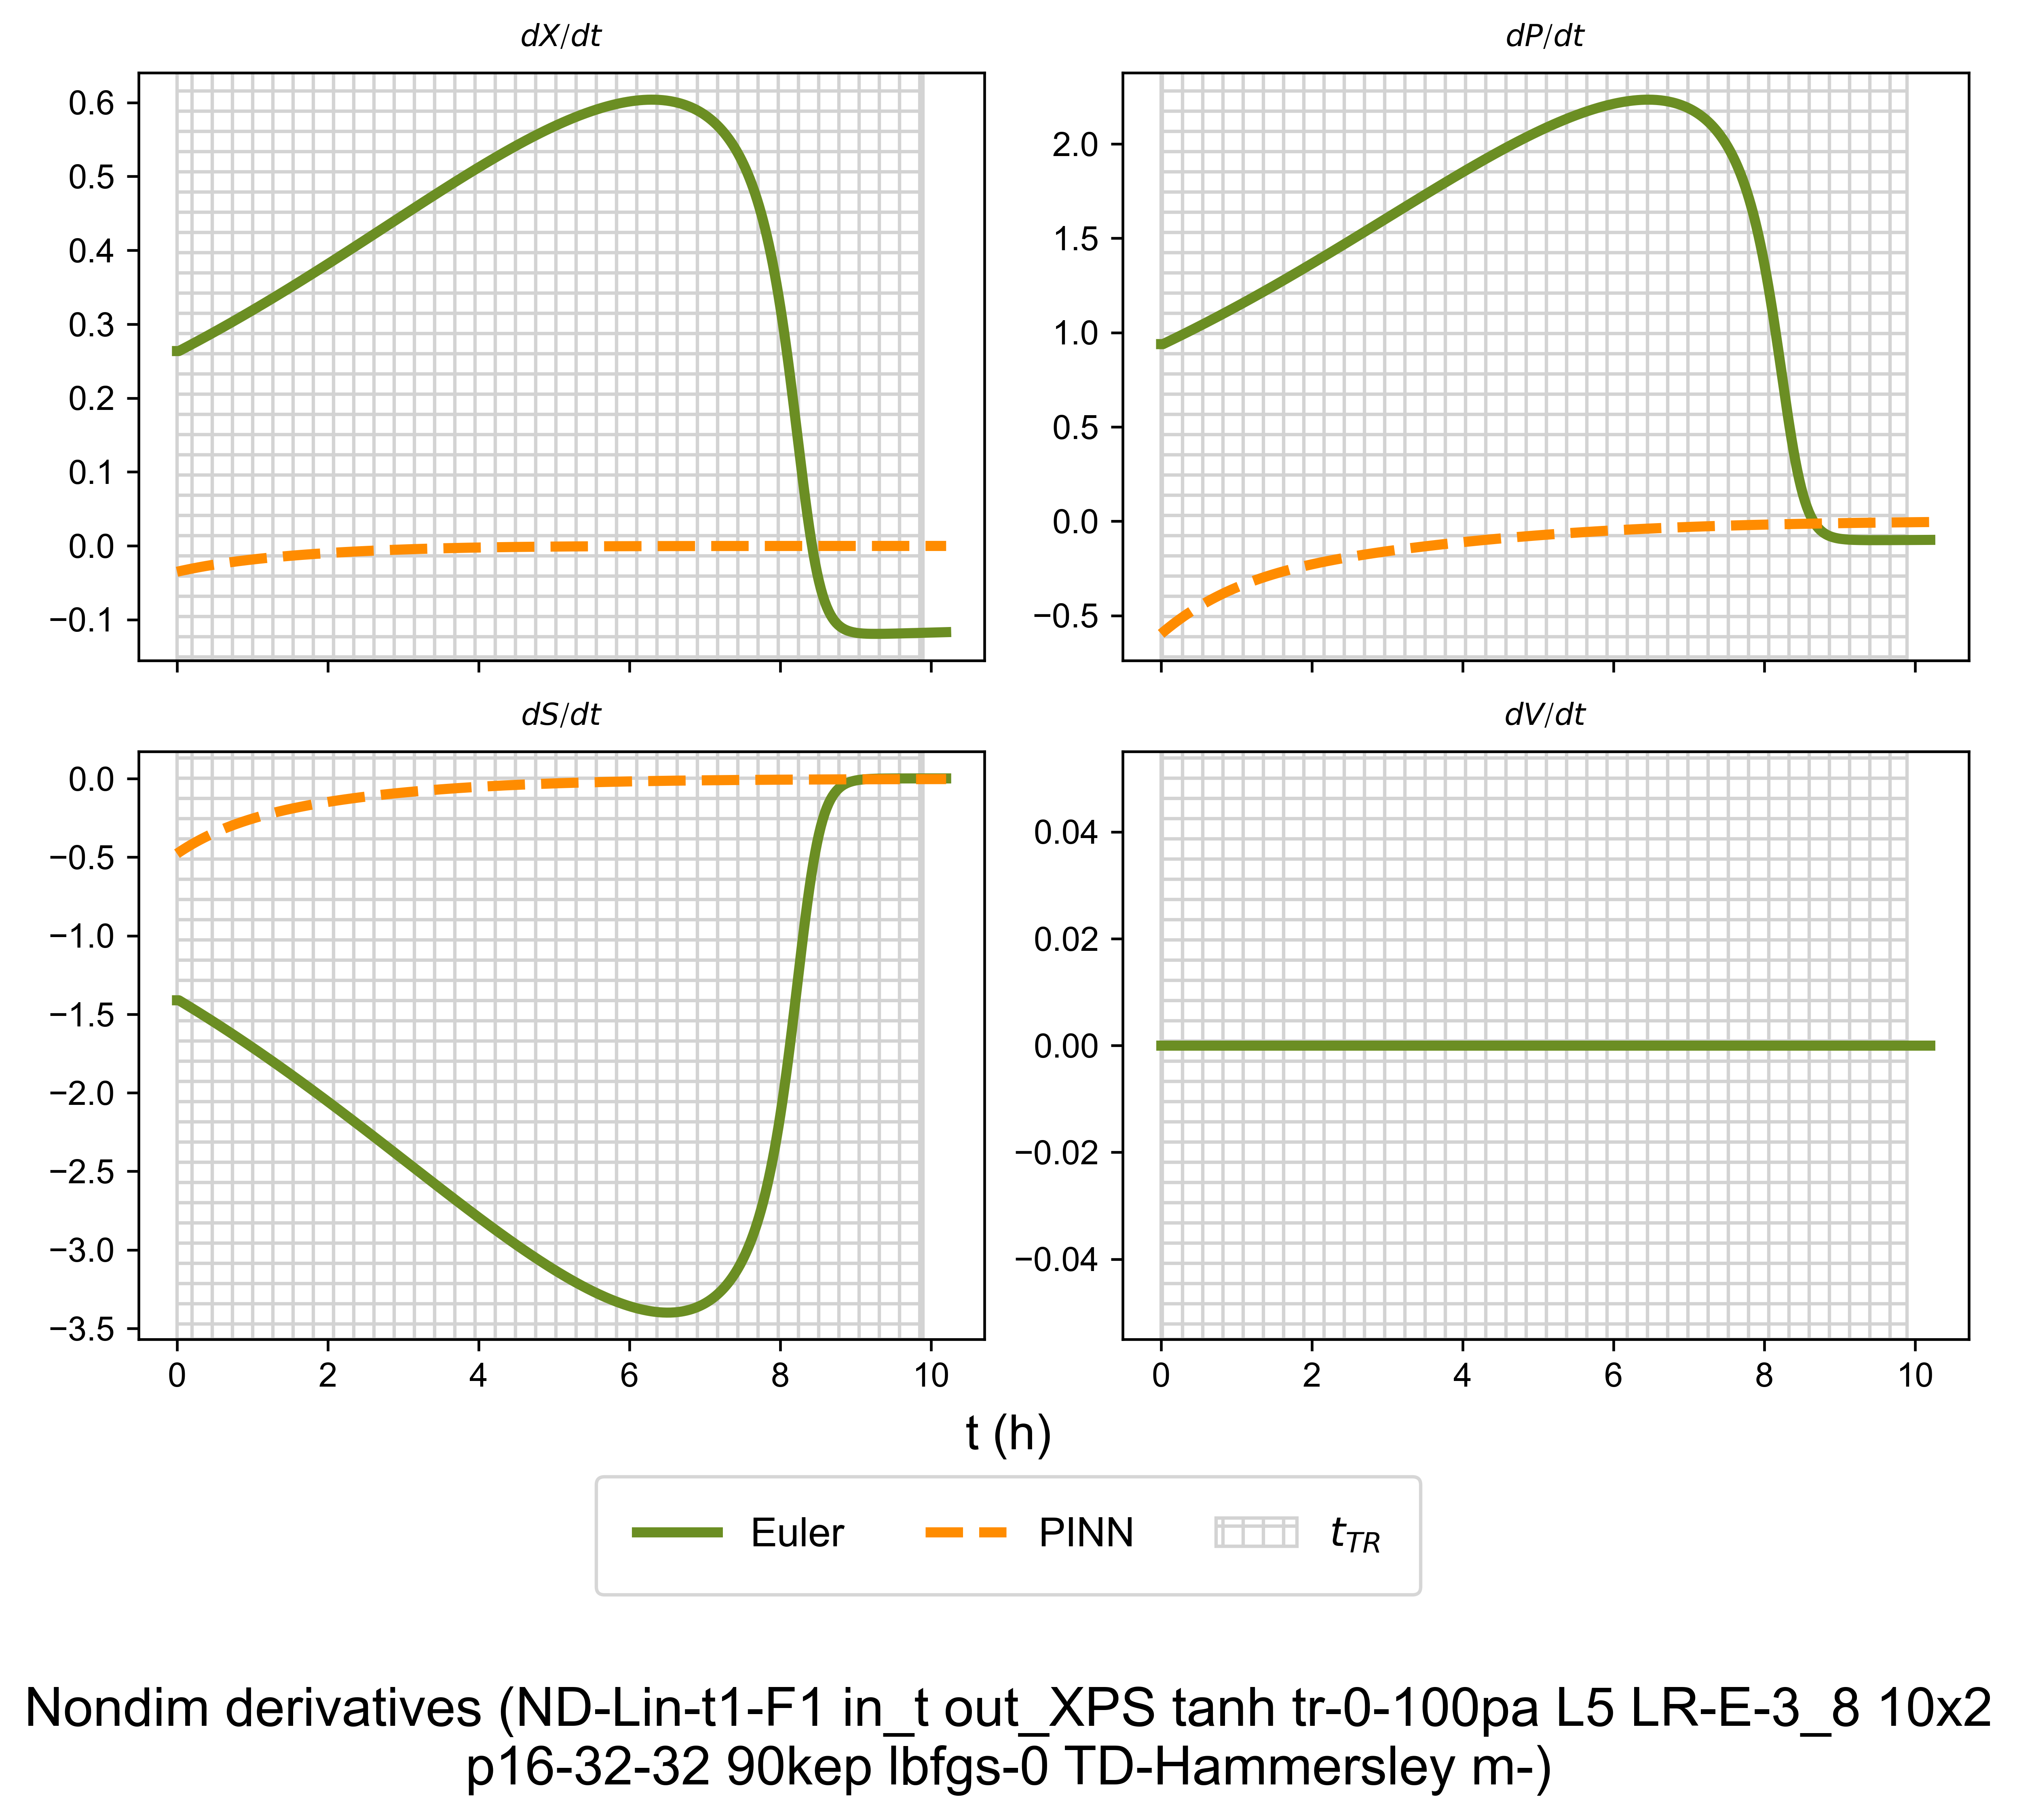 dX/dt
dP/dt
0.6
0.5
0.4
0.3
0.2
0.1
0.0
−0.1
2.0
1.5
1.0
0.5
0.0
−0.5
dS/dt
dV/dt
0.0
−0.5
−1.0
−1.5
−2.0
−2.5
−3.0
−3.5
0 2 4 6 8 10
0.04
0.02
0.00
−0.02
−0.04
0 2 4 6 8 10
t (h)
Euler PINN t_TR
Nondim derivatives (ND-Lin-t1-F1 in_t out_XPS tanh tr-0-100pa L5 LR-E-3_8 10x2
p16-32-32 90kep lbfgs-0 TD-Hammersley m-)